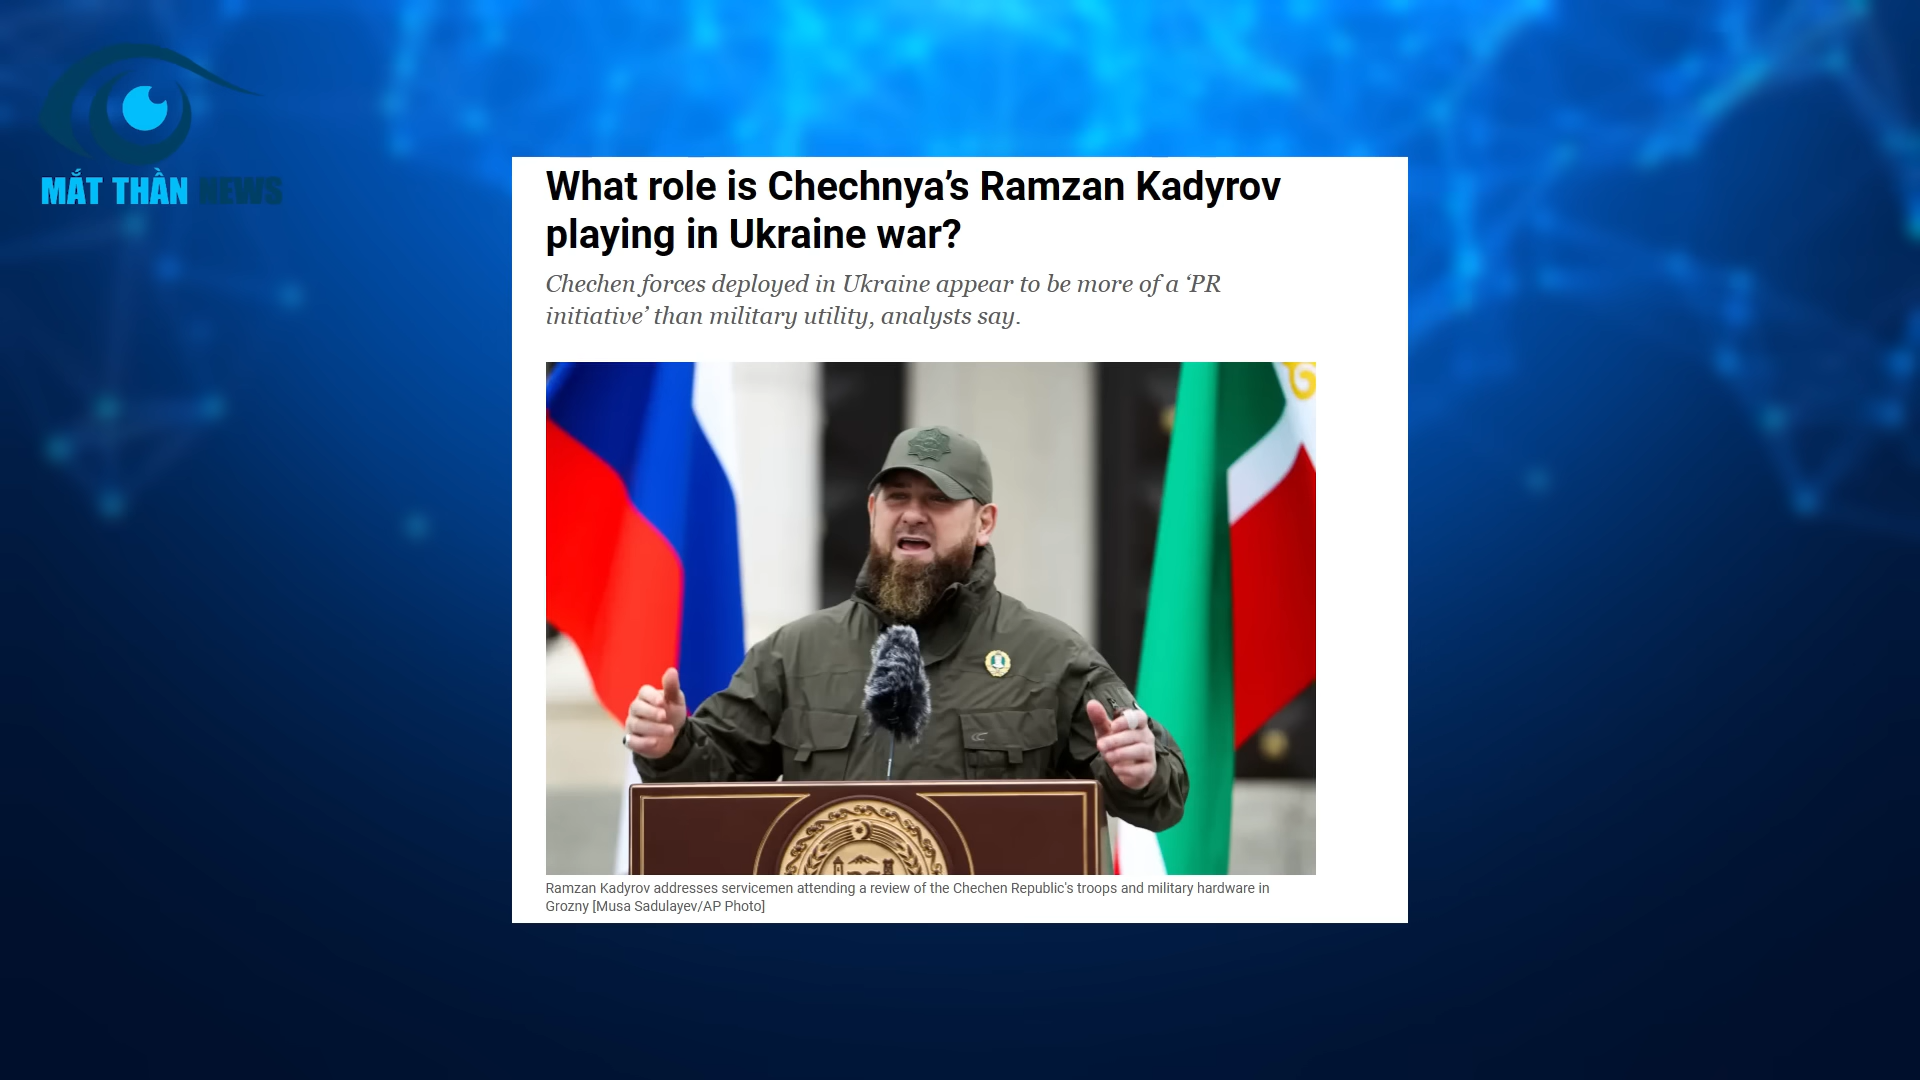 MẮT THẦN NEWS
What role is Chechnya’s Ramzan Kadyrov
playing in Ukraine war?
Chechen forces deployed in Ukraine appear to be more of a ‘PR
initiative’ than military utility, analysts say.
Ramzan Kadyrov addresses servicemen attending a review of the Chechen Republic's troops and military hardware in
Grozny [Musa Sadulayev/AP Photo]